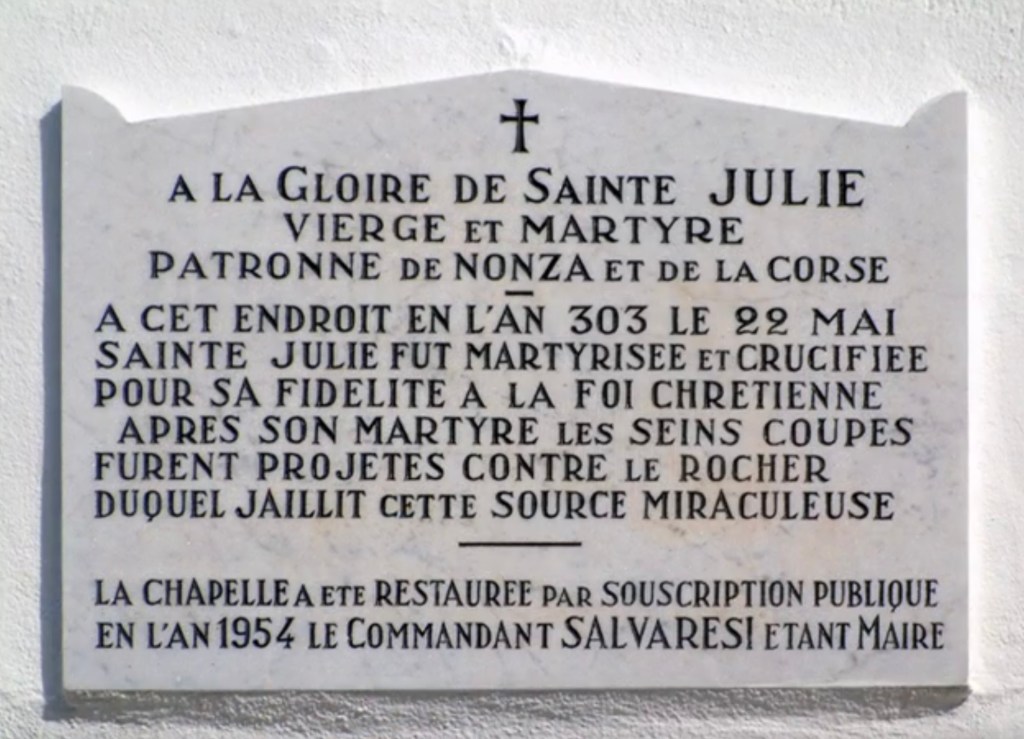 A LA GLOIRE DE SAINTE JULIE
VIERGE ET MARTYRE
PATRONNE DE NONZA ET DE LA CORSE
A CET ENDROIT EN L'AN 303 LE 22 MAI
SAINTE JULIE FUT MARTYRISEE ET CRUCIFIEE
POUR SA FIDELITE A LA FOI CHRETIENNE
APRES SON MARTYRE LES SEINS COUPES
FURENT PROJETES CONTRE LE ROCHER
DUQUEL JAILLIT CETTE SOURCE MIRACULEUSE
LA CHAPELLE A ETE RESTAUREE PAR SOUSCRIPTION PUBLIQUE
EN L'AN 1954 LE COMMANDANT SALVARESI ETANT MAIRE